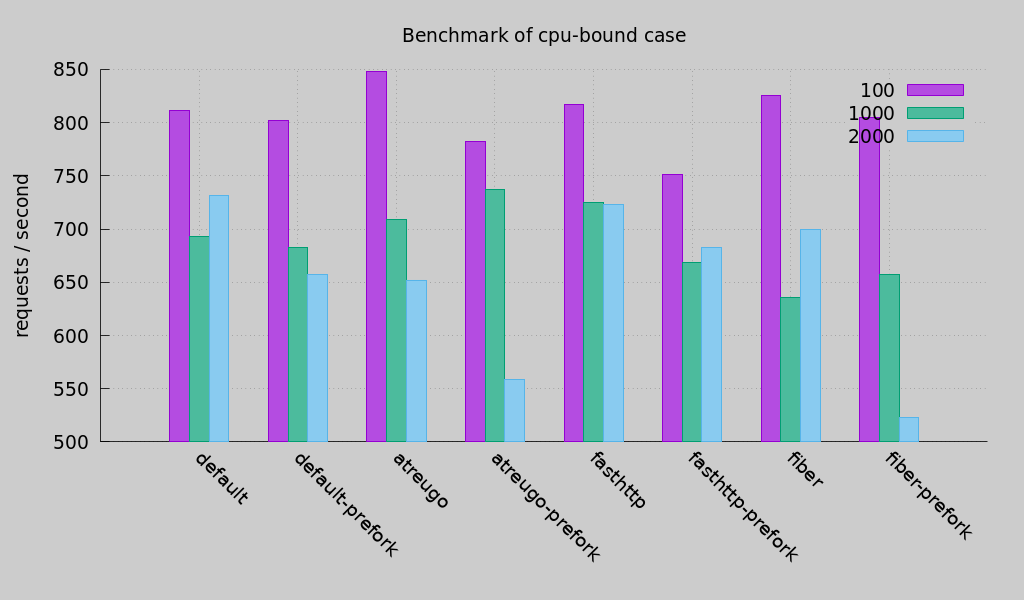 Benchmark of cpu-bound case
requests / second
850
800
750
700
650
600
550
500
100
1000
2000
default
default-prefork
atreugo
atreugo-prefork
fasthttp
fasthttp-prefork
fiber
fiber-prefork